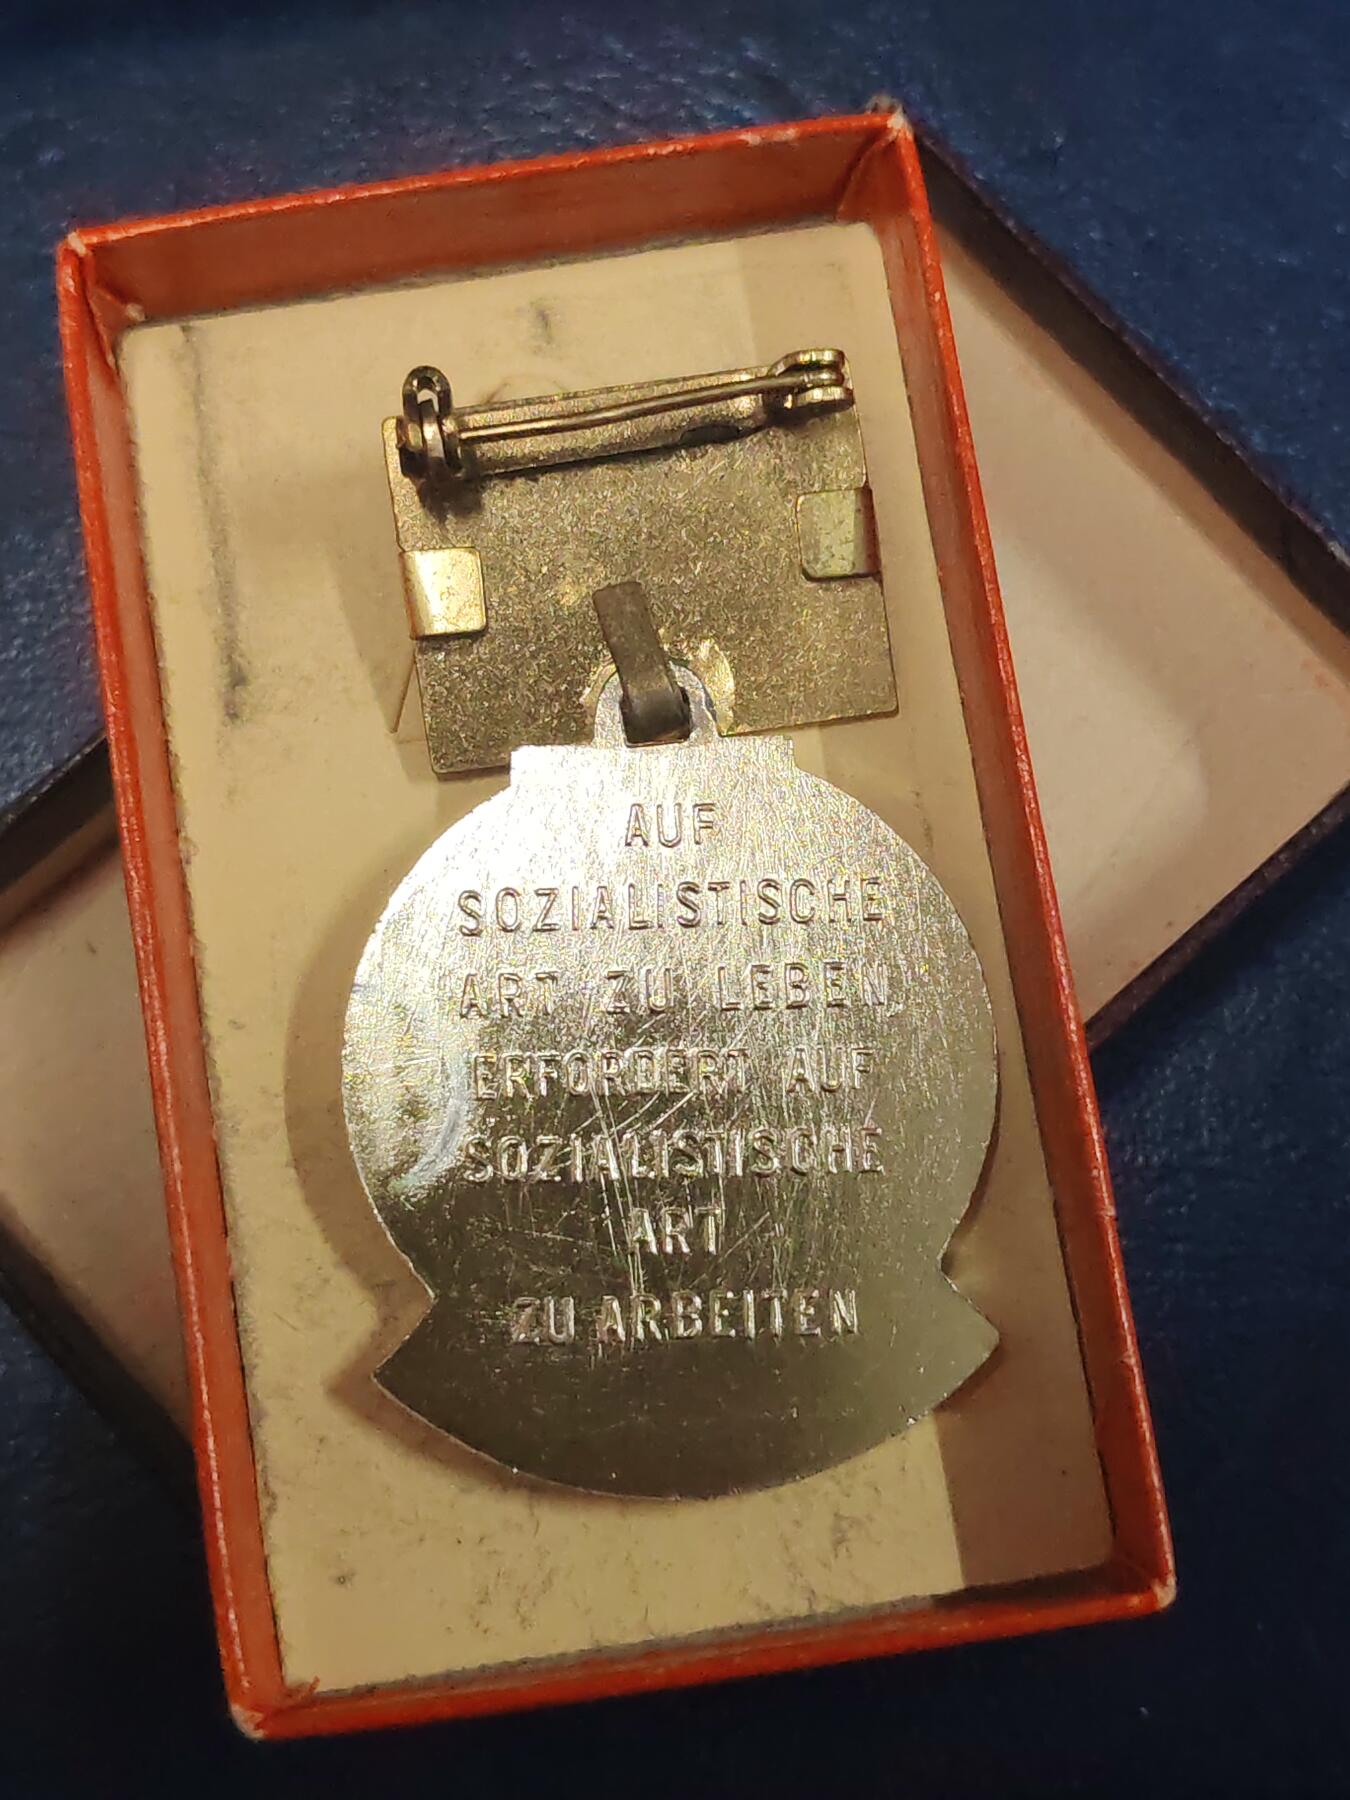 AUF
SOZIALISTISCHE
ART ZU LEBEN,
ERFORDERT AUF
SOZIALISTISCHE
ART
ZU ARBEITEN